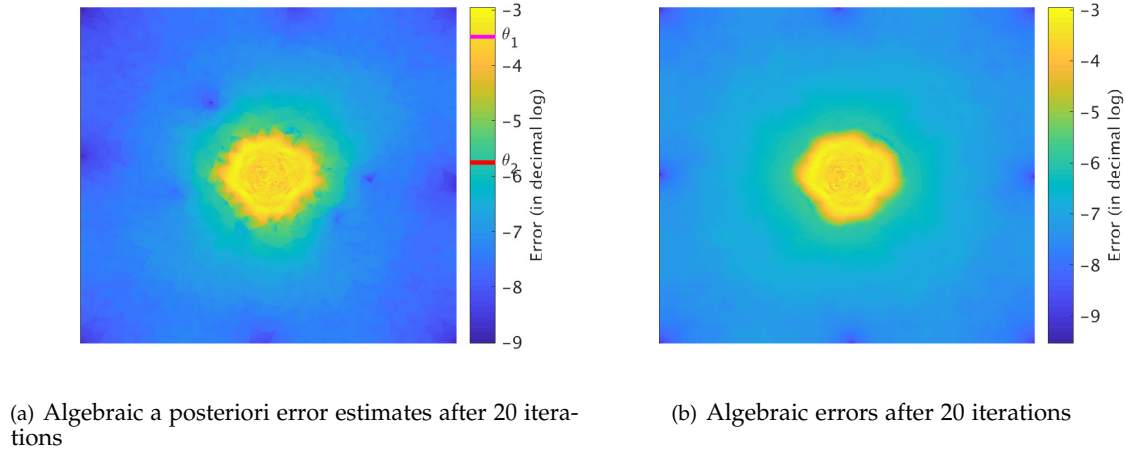 −3
θ1
−4
−5
θ2
−6
−7
−8
−9
Error (in decimal log)
−3
−4
−5
−6
−7
−8
−9
Error (in decimal log)
(a) Algebraic a posteriori error estimates after 20 itera-
tions
(b) Algebraic errors after 20 iterations